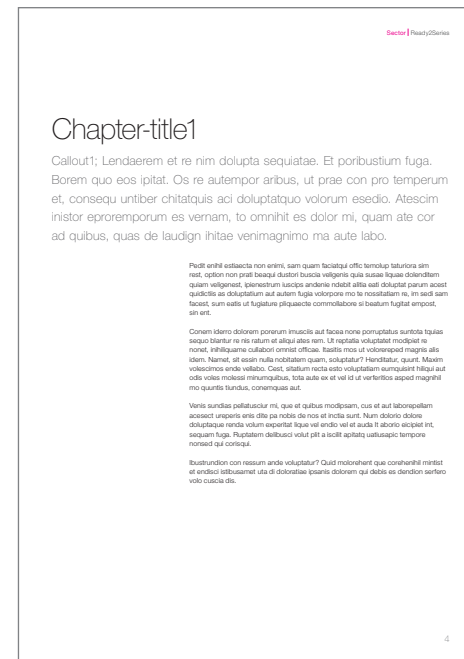 Sector | Ready2Series
Chapter-title1
Callout1; Lendaerem et re nim dolupta sequiatae. Et poribustium fuga.
Borem quo eos ipitat. Os re autempor aribus, ut prae con pro temperum
et, consequ untiber chitatquis aci doluptatquo volorum esedio. Atescim
inistor eproremporum es vernam, to omnihit es dolor mi, quam ate cor
ad quibus, quas de laudign ihitae venimagnimo ma aute labo.
Pedit enihil estiaecta non enimi, sam quam faciatqui offic temolup taturiora sim
rest, option non prati beaqui dustori buscia veligenis quia susae liquae dolenditem
quiam veligenest, ipienestrum iuscips andenie ndebit alitia eati doluptat parum acest
quidictiis as doluptatium aut autem fugia volorpore mo te nossitatiam re, im sedi sam
facest, sum eatis ut fugiature pliquaecte commollabore si beatum fugitat empost,
sin ent.
Conem iderro dolorem porerum imusciis aut facea none porruptatus suntota tquias
sequo blantur re nis ratum et aliqui ates rem. Ut reptatia voluptatet modipiet re
nonet, inihiliquame cullabori omnist officae. Itasitis mos ut volorereped magnis alis
idem. Namet, sit essin nulla nobitatem quam, soluptatur? Henditatur, quunt. Maxim
volescimos ende vellabo. Cest, sitatium recta esto voluptatiam eumquisint hiliqui aut
odis voles molessi minumquibus, tota aute ex et vel id ut verferitios asped magnihil
mo quuntis tiundus, conemquas aut.
Venis sundias pellatusciur mi, que et quibus modipsam, cus et aut laborepellam
acesect ureperis enis dite pa nobis de nos et inctia sunt. Num dolorio dolore
doluptaque renda volum experitat lique vel endio vel et auda It aborio eicipiet int,
sequam fuga. Ruptatem delibusci volut plit a iscilit apitatq uatiusapic tempore
nonsed qui corisqui.
Ibustrundion con ressum ande voluptatur? Quid molorehent que corehenihil mintist
et endisci istibusamet uta di doloratiae ipsanis dolorem qui debis es dendion serfero
volo cuscia dis.
4